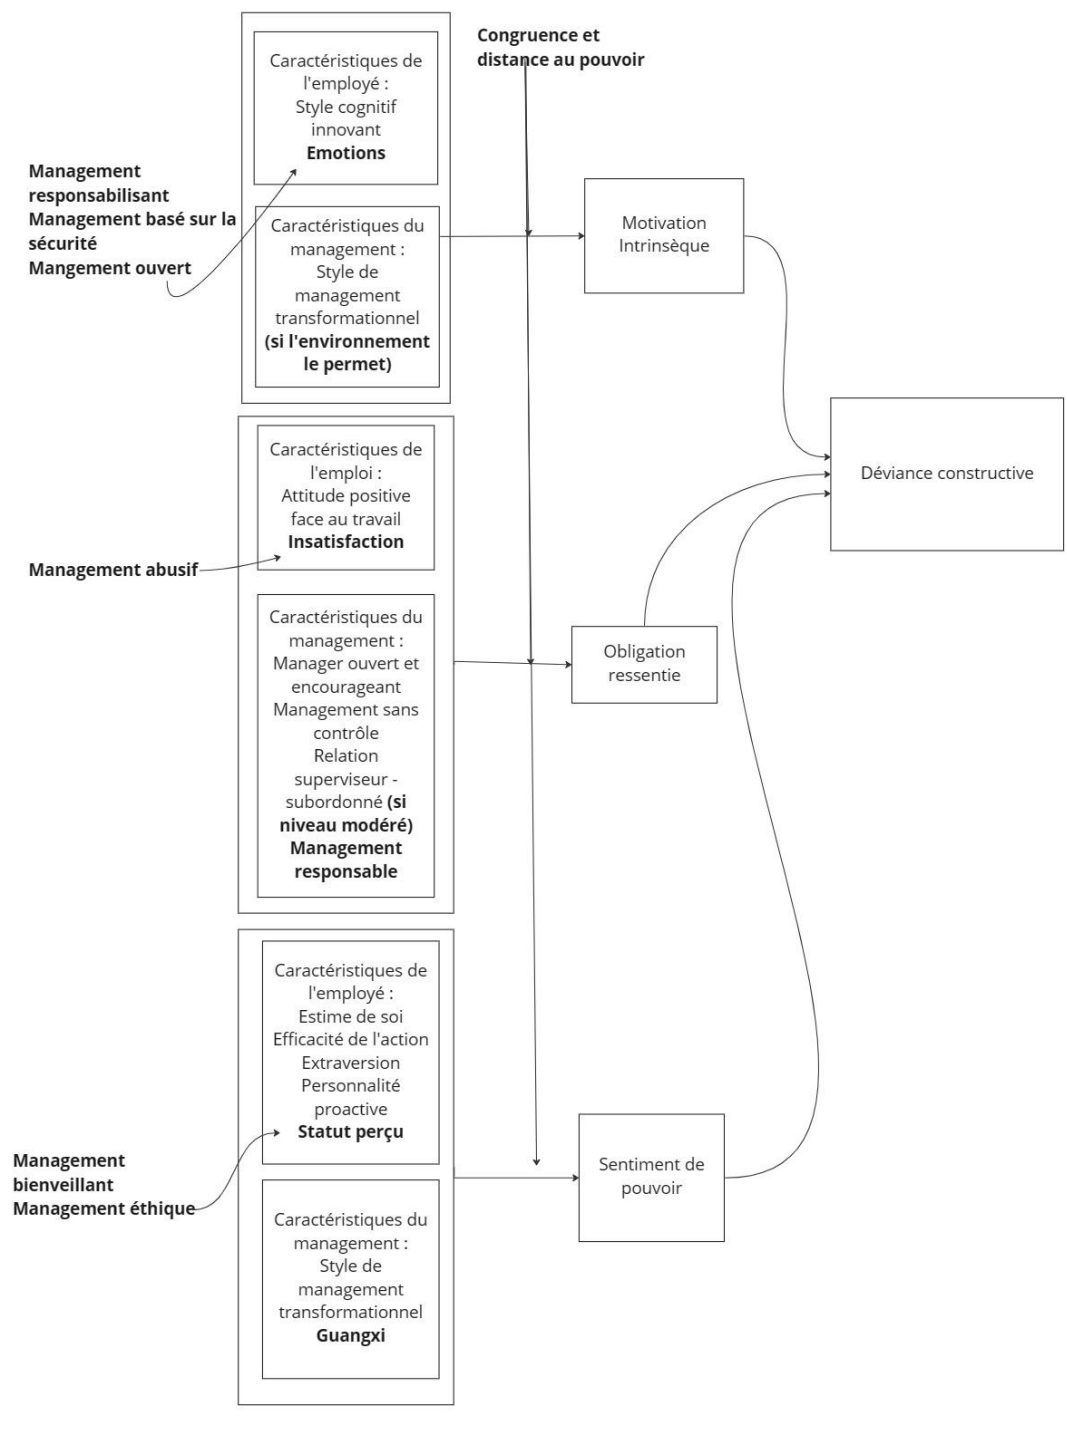 Congruence et
distance au pouvoir
Caractéristiques de
l'employé :
Style cognitif
innovant
Emotions
Management
responsabilisant
Management basé sur la
sécurité
Mangement ouvert
Caractéristiques du
management :
Style de
management
transformationnel
(si l'environnement
le permet)
Motivation
Intrinsèque
Caractéristiques de
l'emploi :
Attitude positive
face au travail
Insatisfaction
Management abusif
Déviance constructive
Caractéristiques du
management :
Manager ouvert et
encourageant
Management sans
contrôle
Relation
superviseur -
subordonné (si
niveau modéré)
Management
responsable
Obligation
ressentie
Caractéristiques de
l'employé :
Estime de soi
Efficacité de l'action
Extraversion
Personnalité
proactive
Statut perçu
Management
bienveillant
Management éthique
Sentiment de
pouvoir
Caractéristiques du
management :
Style de
management
transformationnel
Guangxi